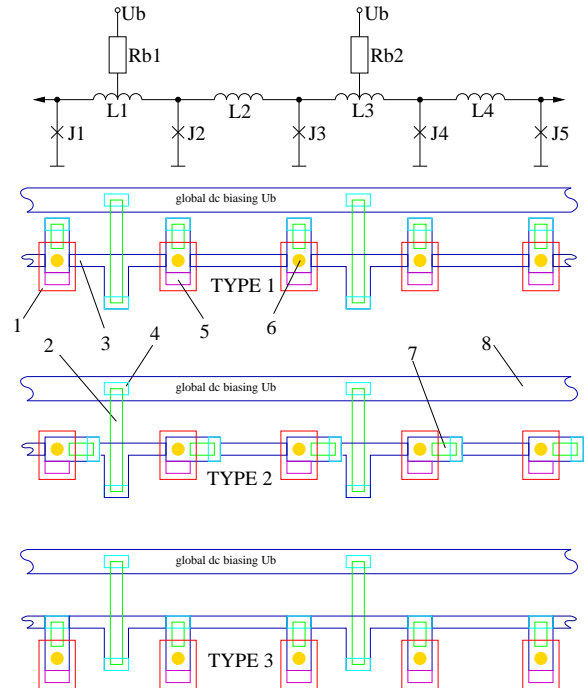 Ub Ub
Rb1 Rb2
L1 L2 L3 L4
J1 J2 J3 J4 J5
global dc biasing Ub
TYPE 1
1 3 5 6
2 4 7 8
global dc biasing Ub
TYPE 2
global dc biasing Ub
TYPE 3